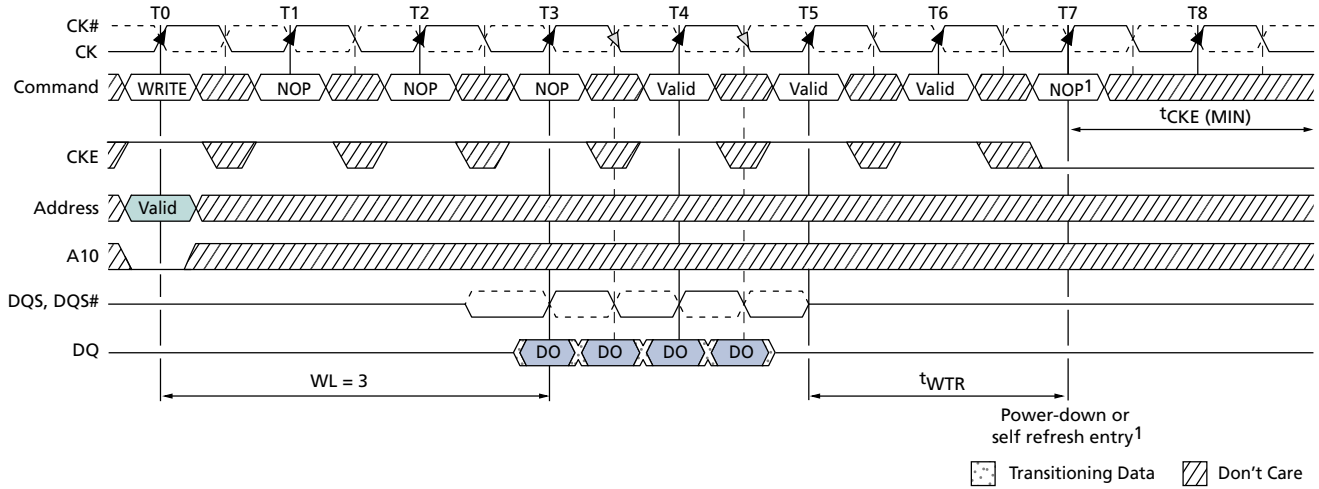 T0 T1 T2 T3 T4 T5 T6 T7 T8
CK#
CK
Command WRITE NOP NOP NOP Valid Valid Valid NOP1
tCKE (MIN)
CKE
Address Valid
A10
DQS, DQS#
DQ DO DO DO DO
WL = 3 tWTR
Power-down or
self refresh entry1
Transitioning Data Don't Care